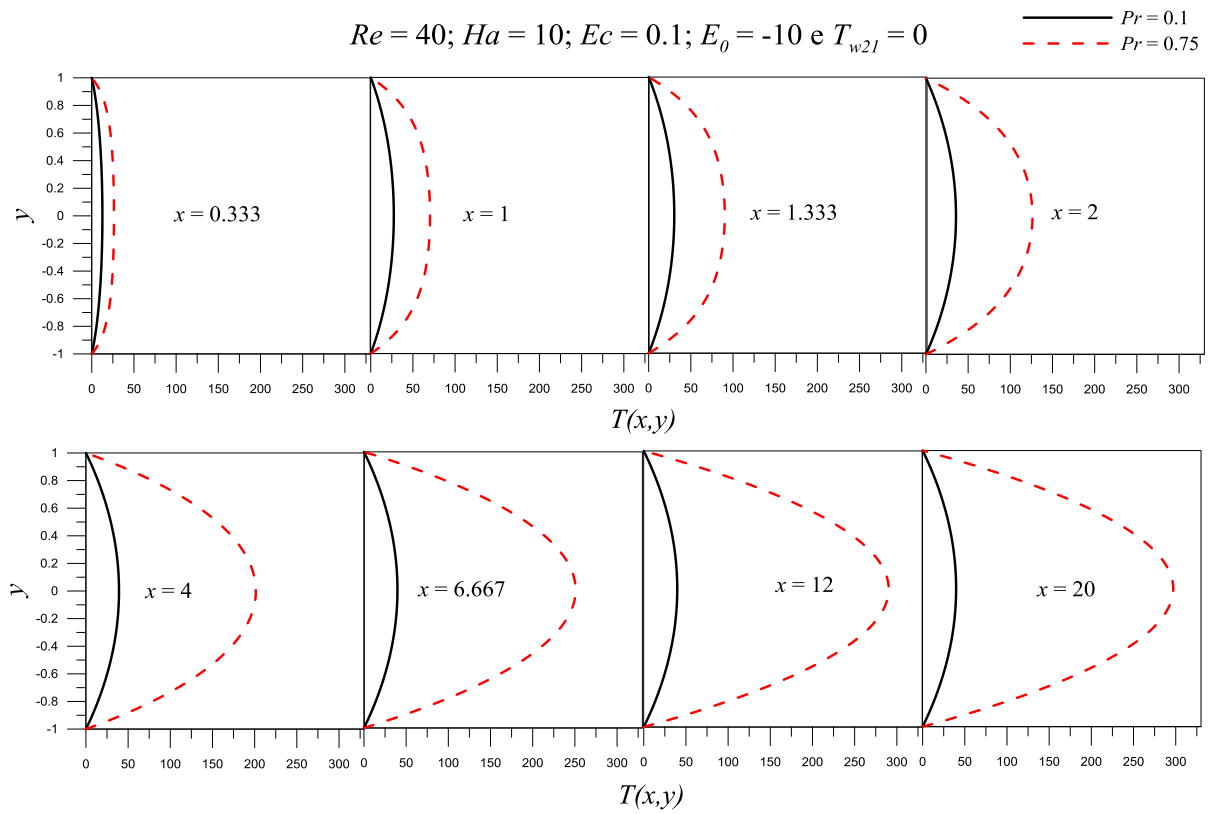 Re = 40; Ha = 10; Ec = 0.1; E₀ = -10 e T_w21 = 0
Pr = 0.1
Pr = 0.75
1
0.8
0.6
0.4
0.2
0
-0.2
-0.4
-0.6
-0.8
-1
y
x = 0.333
x = 1
x = 1.333
x = 2
0 50 100 150 200 250 300
0 50 100 150 200 250 300
0 50 100 150 200 250 300
0 50 100 150 200 250 300
T(x,y)
1
0.8
0.6
0.4
0.2
0
-0.2
-0.4
-0.6
-0.8
-1
y
x = 4
x = 6.667
x = 12
x = 20
0 50 100 150 200 250 300
0 50 100 150 200 250 300
0 50 100 150 200 250 300
0 50 100 150 200 250 300
T(x,y)